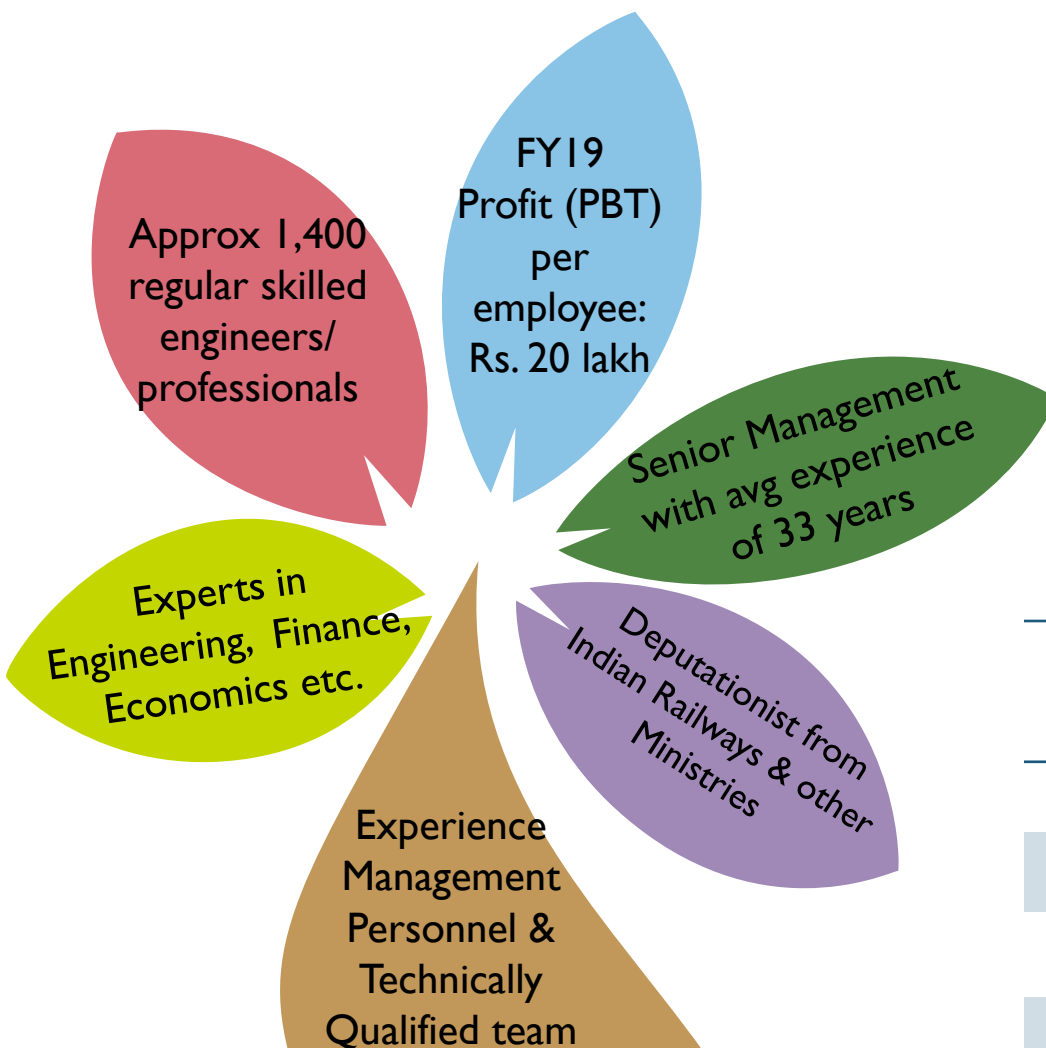 FY19
Profit (PBT)
per
employee:
Rs. 20 lakh
Approx 1,400
regular skilled
engineers/
professionals
Senior Management
with avg experience
of 33 years
Experts in
Engineering, Finance,
Economics etc.
Deputationist from
Indian Railways & other
Ministries
Experience
Management
Personnel &
Technically
Qualified team